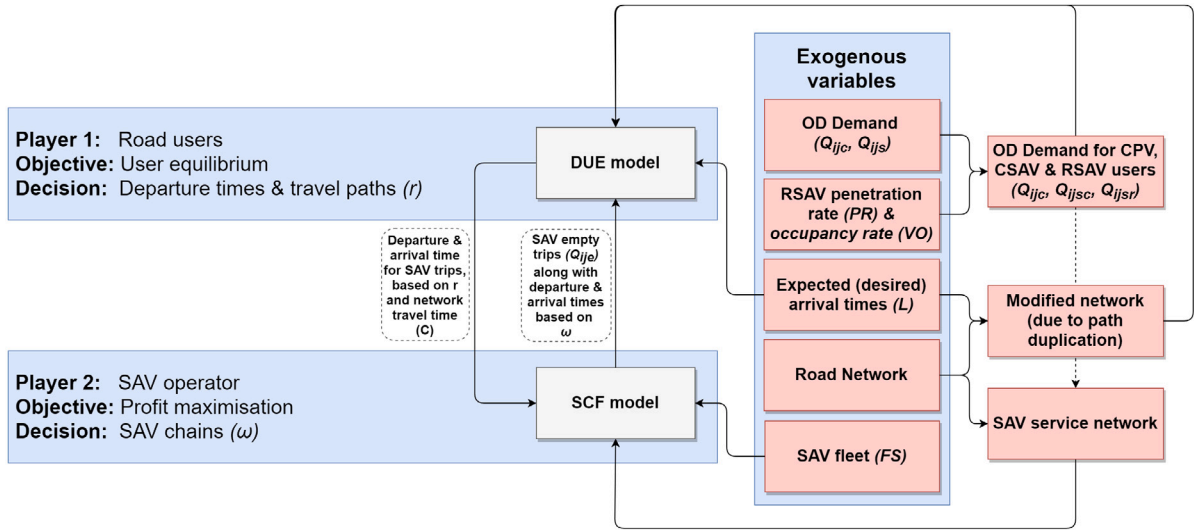 Player 1: Road users
Objective: User equilibrium
Decision: Departure times & travel paths (r)
DUE model
Departure &
arrival time
for SAV trips,
based on r
and network
travel time
(C)
SAV empty
trips (Qije)
along with
departure &
arrival times
based on
ω
Player 2: SAV operator
Objective: Profit maximisation
Decision: SAV chains (ω)
SCF model
Exogenous
variables
OD Demand
(Qijc, Qijs)
RSAV penetration
rate (PR) &
occupancy rate (VO)
Expected (desired)
arrival times (L)
Road Network
SAV fleet (FS)
OD Demand for CPV,
CSAV & RSAV users
(Qijc, Qijsc, Qijsr)
Modified network
(due to path
duplication)
SAV service network